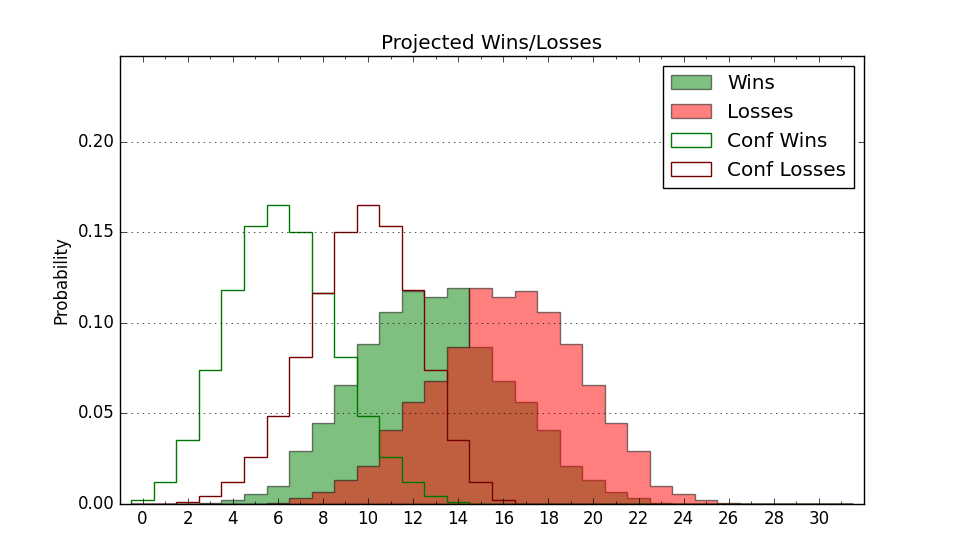 Projected Wins/Losses
Wins
Losses
Conf Wins
Conf Losses
Probability
0.20
0.15
0.10
0.05
0.00
0 2 4 6 8 10 12 14 16 18 20 22 24 26 28 30